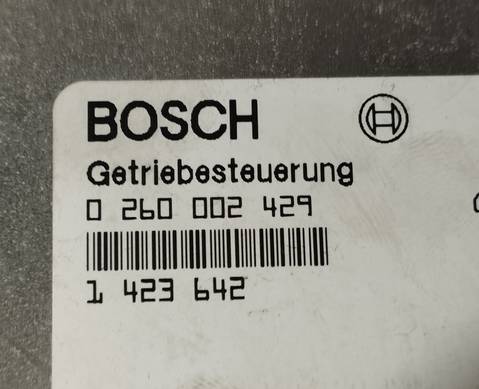 BOSCH
Getriebesteuerung
0 260 002 429
1 423 642